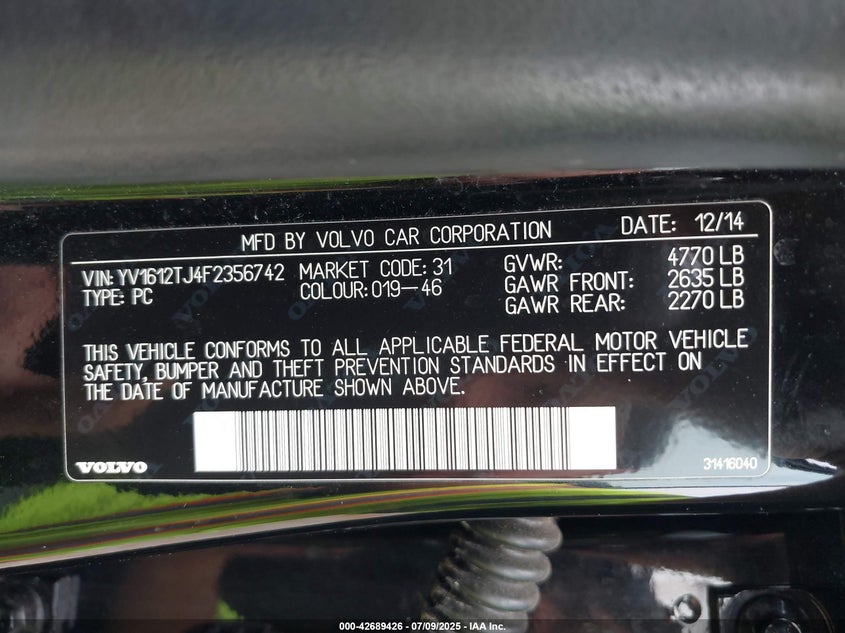 MFD BY VOLVO CAR CORPORATION DATE: 12/14
VIN: YV1612TJ4F2356742 MARKET CODE: 31 GVWR: 4770 LB
TYPE: PC COLOUR: 019-46 GAWR FRONT: 2635 LB
GAWR REAR: 2270 LB
THIS VEHICLE CONFORMS TO ALL APPLICABLE FEDERAL MOTOR VEHICLE
SAFETY, BUMPER AND THEFT PREVENTION STANDARDS IN EFFECT ON
THE DATE OF MANUFACTURE SHOWN ABOVE.
VOLVO 31416040
000-42689426 - 07/09/2025 - IAA Inc.